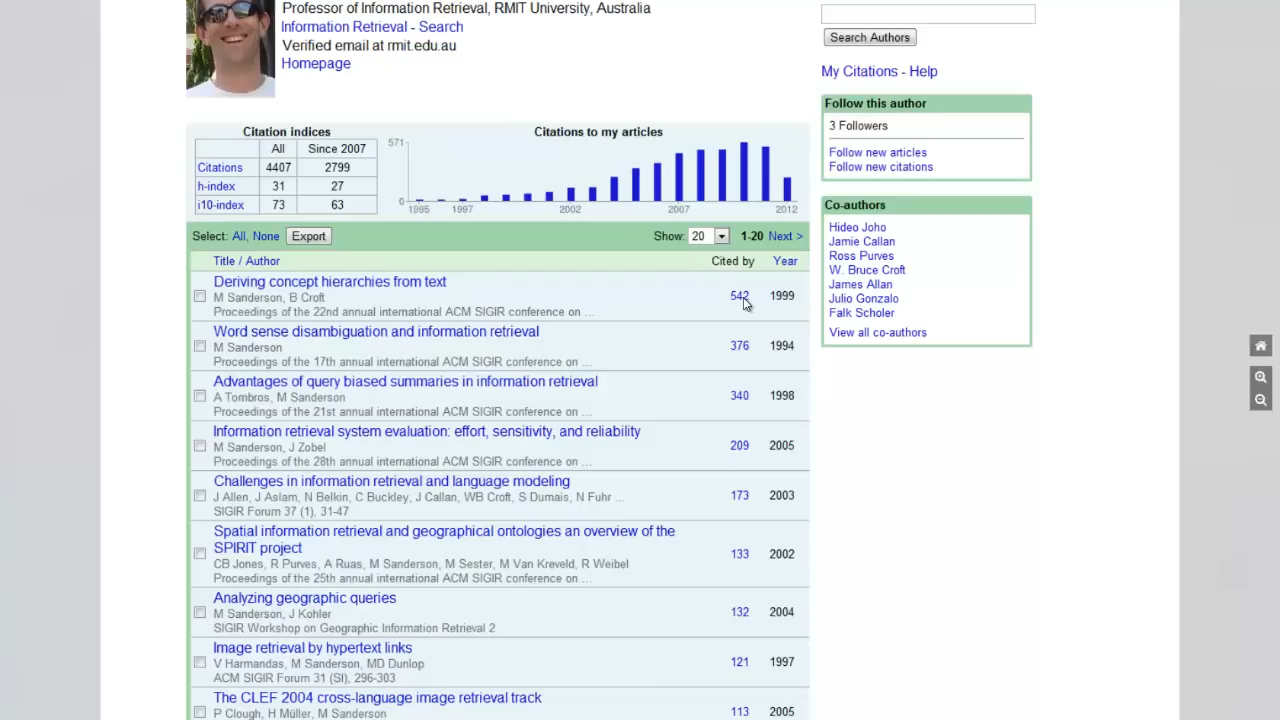 Professor of Information Retrieval, RMIT University, Australia
Information Retrieval - Search
Verified email at rmit.edu.au
Homepage
Search Authors
My Citations - Help
Follow this author
3 Followers
Follow new articles
Follow new citations
Co-authors
Hideo Joho
Jamie Callan
Ross Purves
W. Bruce Croft
James Allan
Julio Gonzalo
Falk Scholer
View all co-authors
Citation indices
All Since 2007
Citations 4407 2799
h-index 31 27
i10-index 73 63
Citations to my articles
571
0
1995 1997 2002 2007 2012
Select: All, None Export Show: 20 1-20 Next >
Title / Author Cited by Year
Deriving concept hierarchies from text
M Sanderson, B Croft 542 1999
Proceedings of the 22nd annual international ACM SIGIR conference on ...
Word sense disambiguation and information retrieval
M Sanderson 376 1994
Proceedings of the 17th annual international ACM SIGIR conference on ...
Advantages of query biased summaries in information retrieval
A Tombros, M Sanderson 340 1998
Proceedings of the 21st annual international ACM SIGIR conference on ...
Information retrieval system evaluation: effort, sensitivity, and reliability
M Sanderson, J Zobel 209 2005
Proceedings of the 28th annual international ACM SIGIR conference on ...
Challenges in information retrieval and language modeling
J Allen, J Aslam, N Belkin, C Buckley, J Callan, WB Croft, S Dumais, N Fuhr ... 173 2003
SIGIR Forum 37 (1), 31-47
Spatial information retrieval and geographical ontologies an overview of the
SPIRIT project 133 2002
CB Jones, R Purves, A Ruas, M Sanderson, M Sester, M Van Kreveld, R Weibel
Proceedings of the 25th annual international ACM SIGIR conference on ...
Analyzing geographic queries
M Sanderson, J Kohler 132 2004
SIGIR Workshop on Geographic Information Retrieval 2
Image retrieval by hypertext links
V Harmandas, M Sanderson, MD Dunlop 121 1997
ACM SIGIR Forum 31 (SI), 296-303
The CLEF 2004 cross-language image retrieval track
P Clough, H Müller, M Sanderson 113 2005